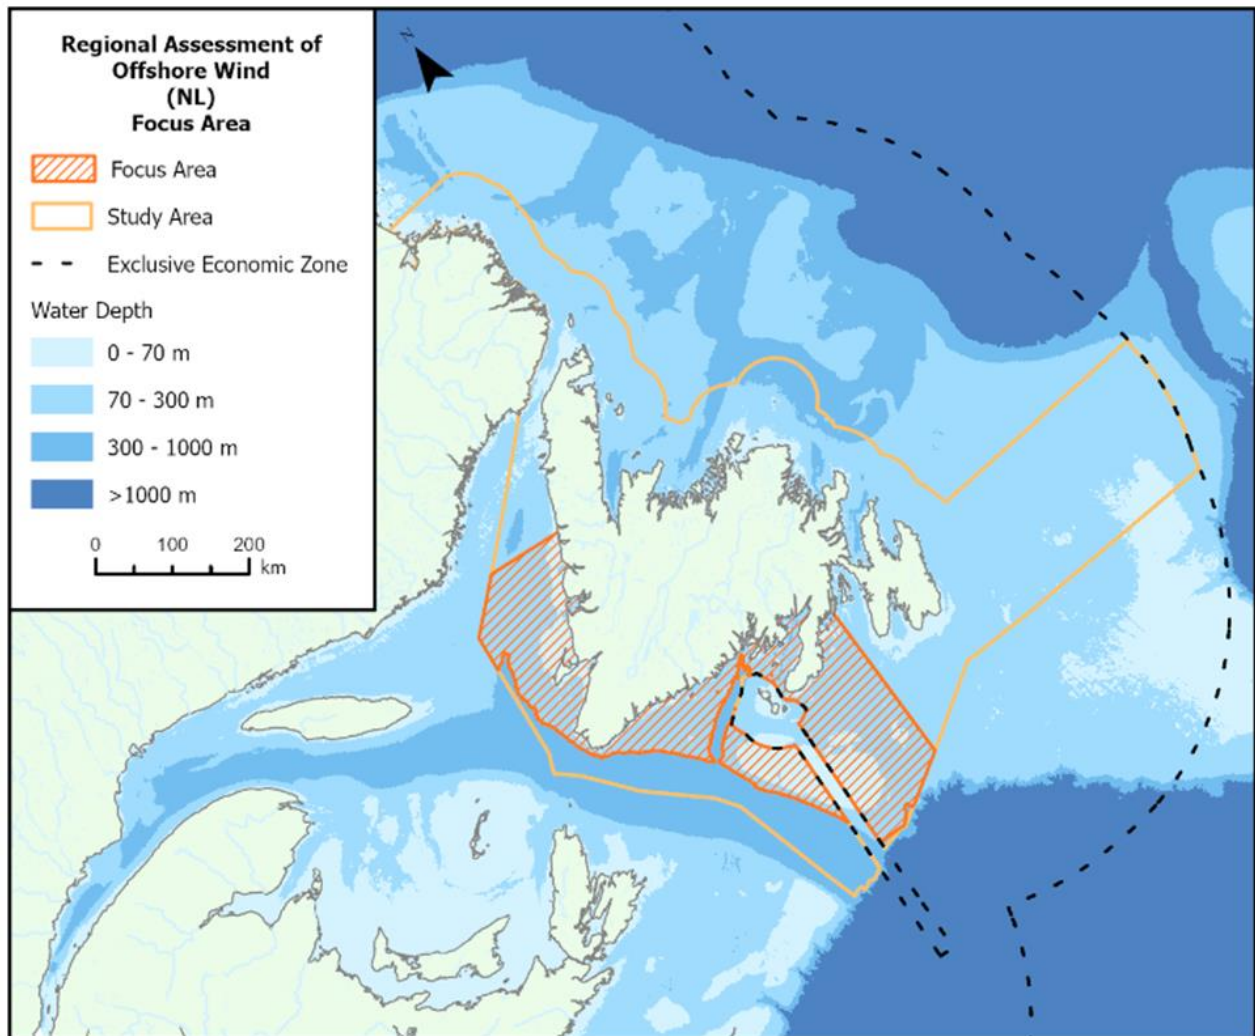 Regional Assessment of
Offshore Wind
(NL)
Focus Area
Focus Area
Study Area
Exclusive Economic Zone
Water Depth
0 - 70 m
70 - 300 m
300 - 1000 m
>1000 m
0 100 200
km
N